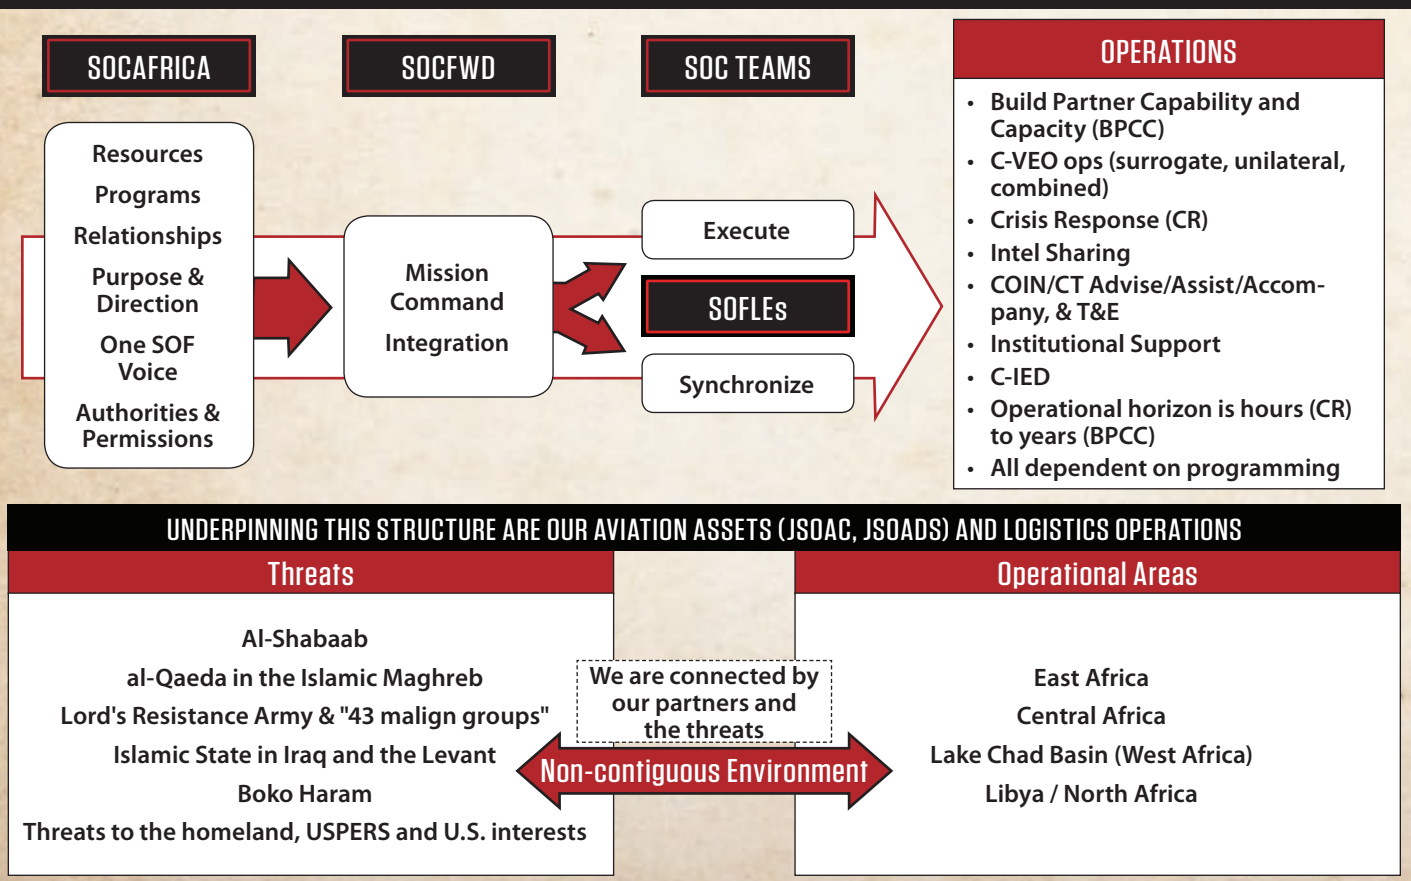 SOCAFRICA
Resources
Programs
Relationships
Purpose &
Direction
One SOF
Voice
Authorities &
Permissions
SOCFWD
Mission
Command
Integration
SOC TEAMS
Execute
SOFLEs
Synchronize
OPERATIONS
• Build Partner Capability and
Capacity (BPCC)
• C-VEO ops (surrogate, unilateral,
combined)
• Crisis Response (CR)
• Intel Sharing
• COIN/CT Advise/Assist/Accom-
pany, & T&E
• Institutional Support
• C-IED
• Operational horizon is hours (CR)
to years (BPCC)
• All dependent on programming
UNDERPINNING THIS STRUCTURE ARE OUR AVIATION ASSETS (JSOAC, JSOADS) AND LOGISTICS OPERATIONS
Threats
Al-Shabaab
al-Qaeda in the Islamic Maghreb
Lord's Resistance Army & "43 malign groups"
Islamic State in Iraq and the Levant
Boko Haram
Threats to the homeland, USPERS and U.S. interests
We are connected by
our partners and
the threats
Non-contiguous Environment
Operational Areas
East Africa
Central Africa
Lake Chad Basin (West Africa)
Libya / North Africa